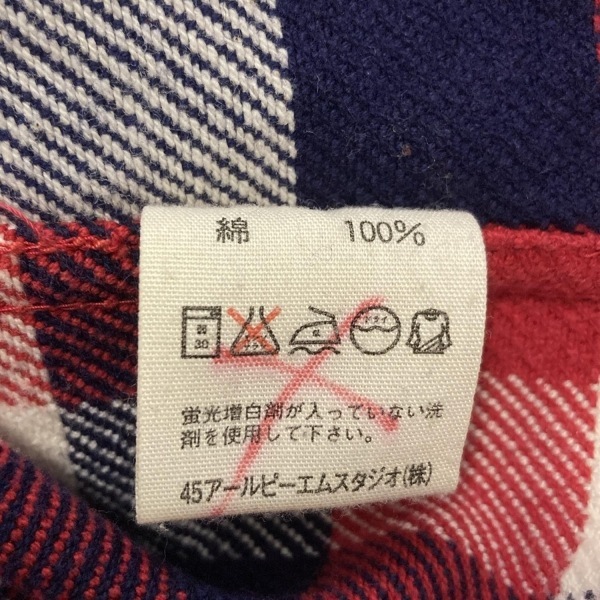 綿 100%
弱 30
蛍光増白剤が入っていない洗
剤を使用して下さい。
45アールピーエムスタジオ(株)